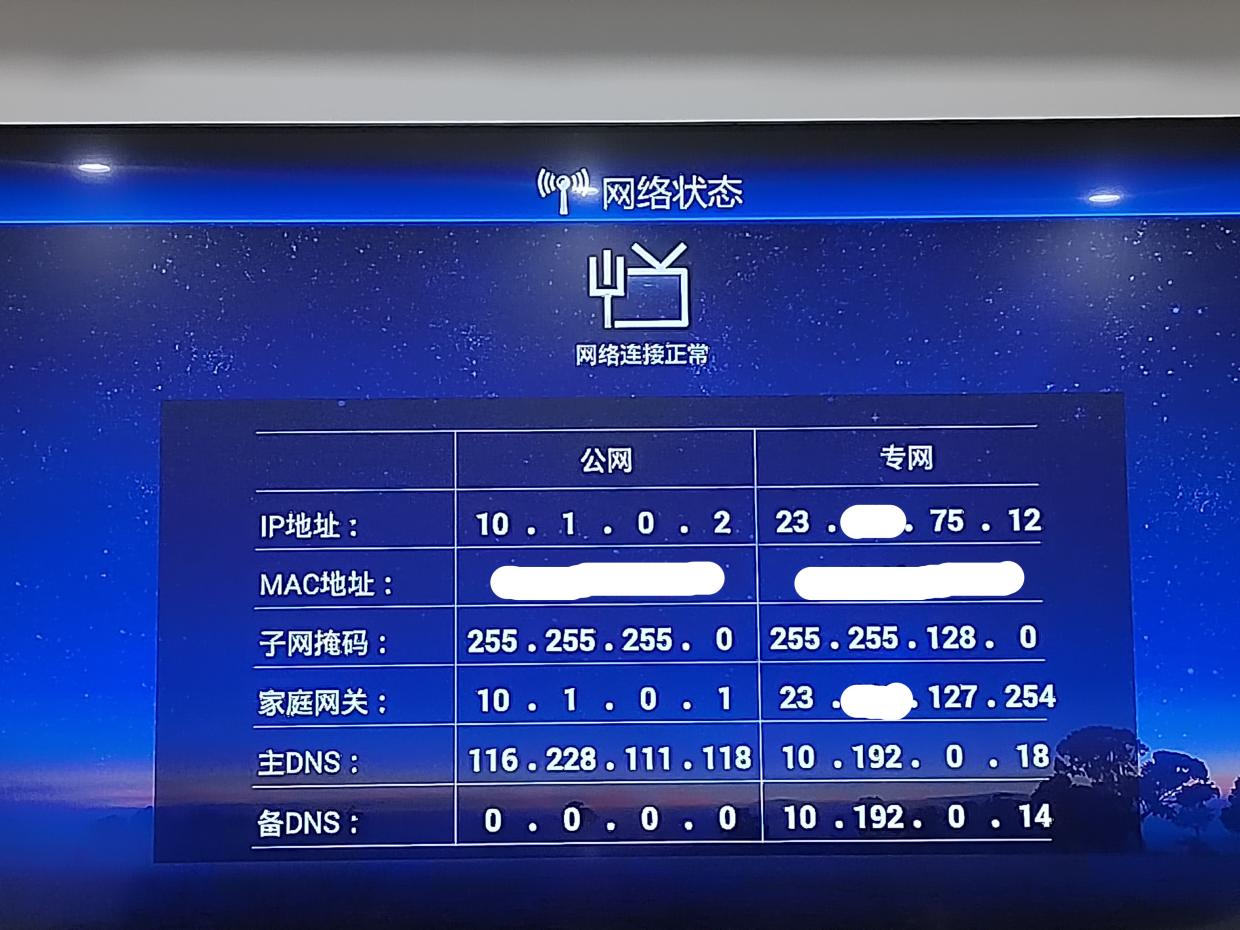 网络状态
网络连接正常
公网 专网
IP地址: 10 . 1 . 0 . 2 23 . . 75 . 12
MAC地址:
子网掩码: 255 . 255 . 255 . 0 255 . 255 . 128 . 0
家庭网关: 10 . 1 . 0 . 1 23 . . 127 . 254
主DNS: 116 . 228 . 111 . 118 10 . 192 . 0 . 18
备DNS: 0 . 0 . 0 . 0 10 . 192 . 0 . 14